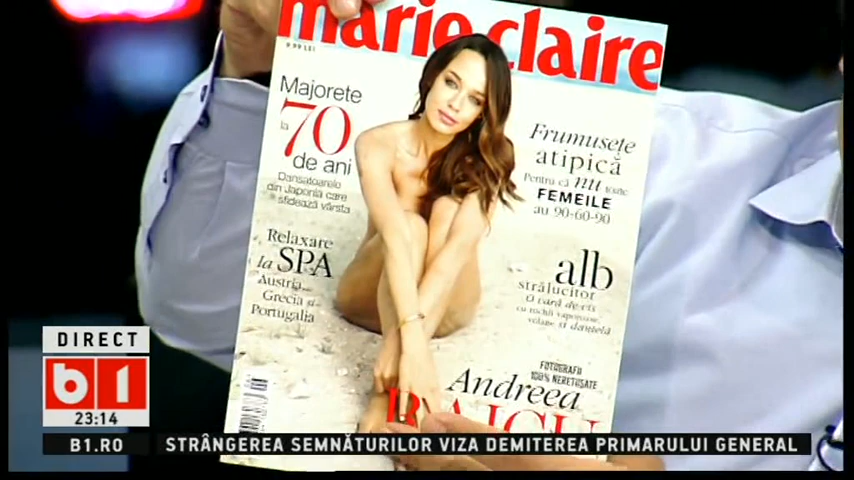 marie claire
9.99 LEI
Majorete
la 70
de ani
Dansatoarele
din Japonia care
sfidează vârsta
Relaxare
la SPA
Austria,
Grecia și
Portugalia
Frumusețe
atipică
Pentru că nu toate
FEMEILE
au 90-60-90
alb
strălucitor
O vară de vis
cu rochii vaporoase,
volane și dantelă
FOTOGRAFII
100% NERETUȘATE
Andreea
RAICU
DIRECT
b1
23:14
B1.RO
STRÂNGEREA SEMNĂTURILOR VIZA DEMITEREA PRIMARULUI GENERAL